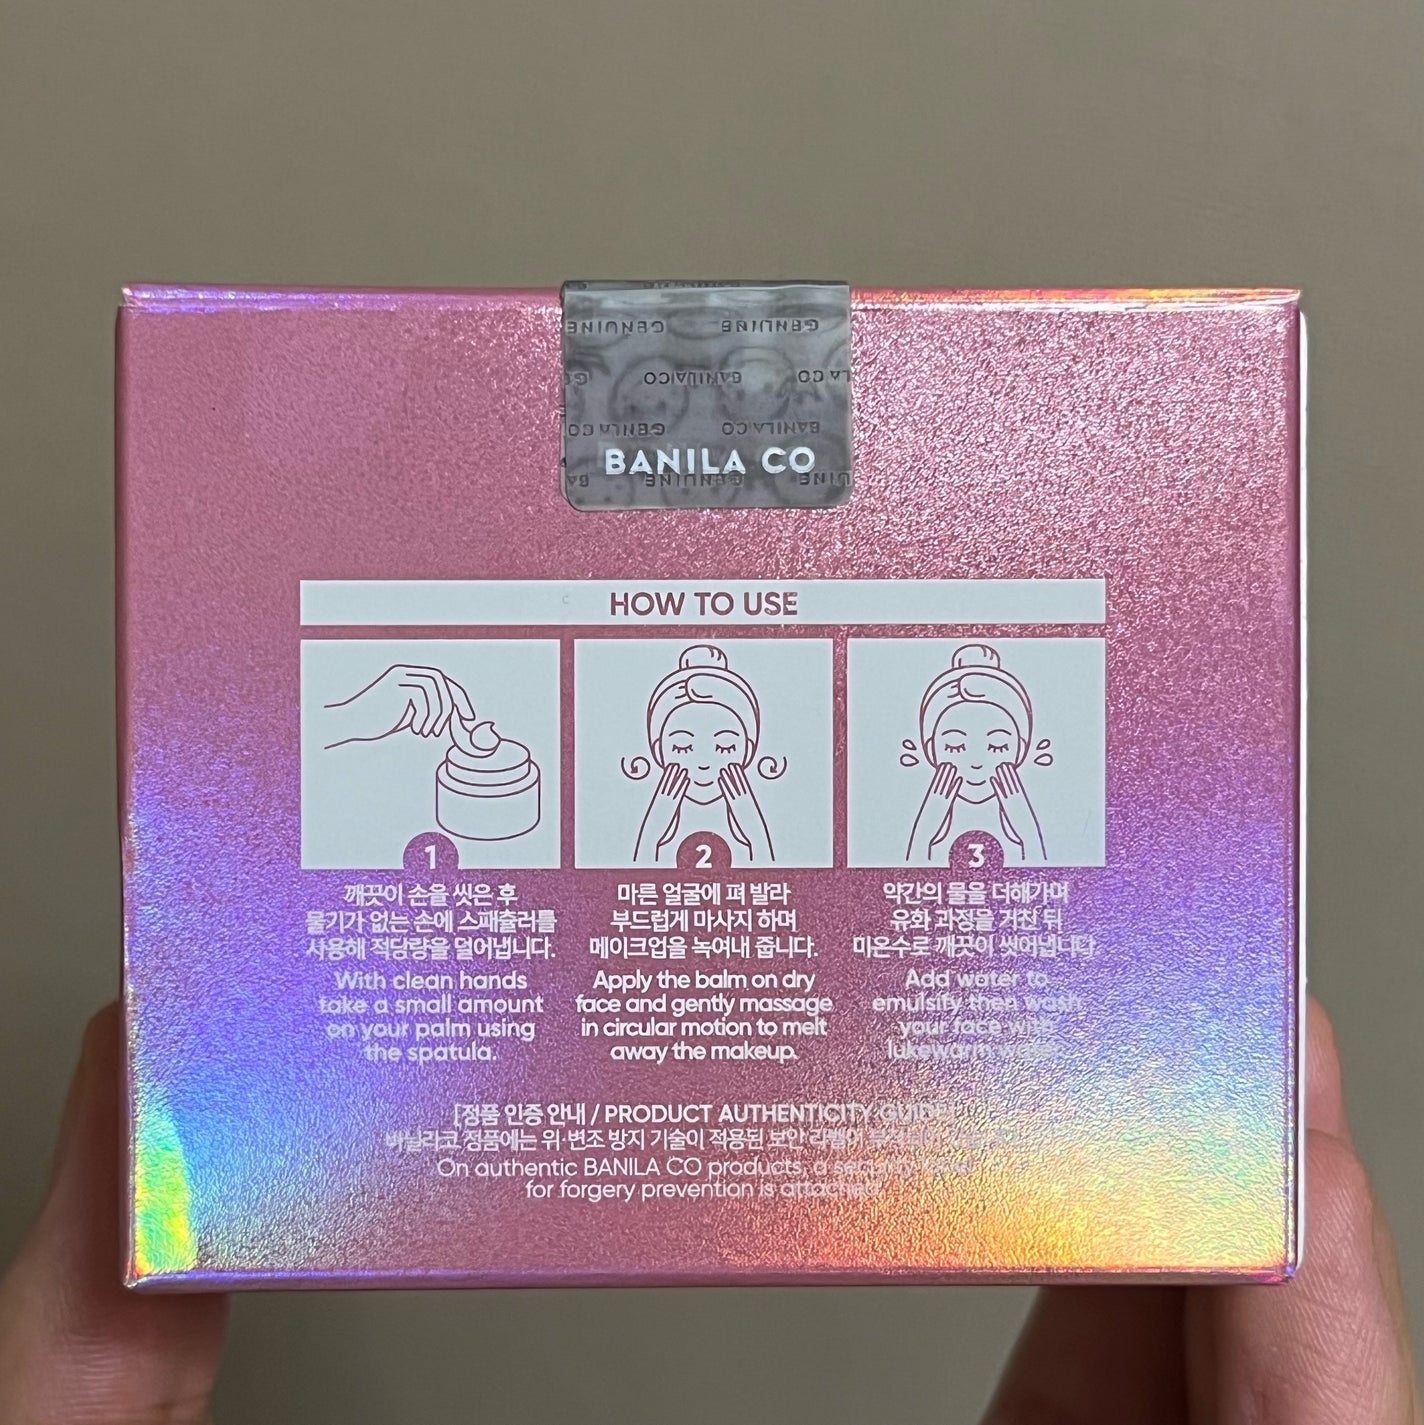 BANILA CO
HOW TO USE
1
깨끗이 손을 씻은 후
물기가 없는 손에 스패츌러를
사용해 적당량을 덜어냅니다.
With clean hands
take a small amount
on your palm using
the spatula.
2
마른 얼굴에 펴 발라
부드럽게 마사지 하며
메이크업을 녹여내 줍니다.
Apply the balm on dry
face and gently massage
in circular motion to melt
away the makeup.
3
약간의 물을 더해가며
유화 과정을 거친 뒤
미온수로 깨끗이 씻어냅니다.
Add water to
emulsify then wash
your face with
lukewarm water.
[정품 인증 안내 / PRODUCT AUTHENTICITY GUIDE]
바닐라코 정품에는 위·변조 방지 기술이 적용된 보안 라벨이
On authentic BANILA CO products, a security label
for forgery prevention is attached.